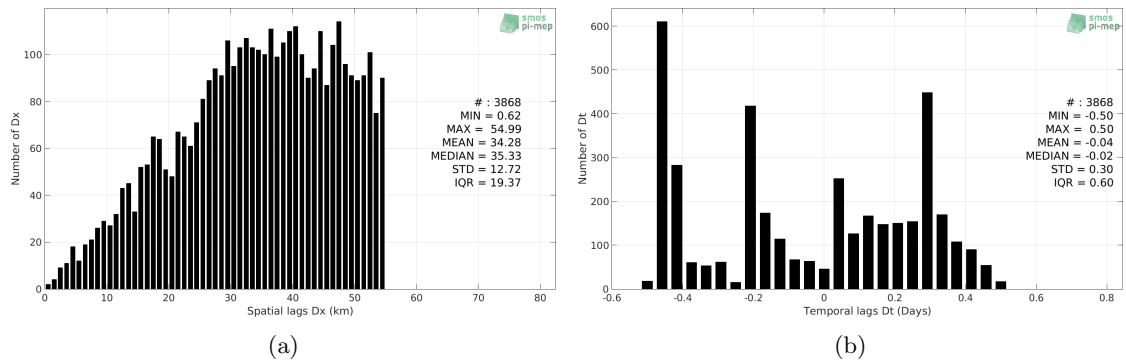 smos
pi-mep
Number of Dx
100
80
60
40
20
0
# : 3868
MIN = 0.62
MAX = 54.99
MEAN = 34.28
MEDIAN = 35.33
STD = 12.72
IQR = 19.37
0 10 20 30 40 50 60 70 80
Spatial lags Dx (km)
(a)
smos
pi-mep
Number of Dt
600
500
400
300
200
100
0
# : 3868
MIN = -0.50
MAX = 0.50
MEAN = -0.04
MEDIAN = -0.02
STD = 0.30
IQR = 0.60
-0.6 -0.4 -0.2 0 0.2 0.4 0.6 0.8
Temporal lags Dt (Days)
(b)